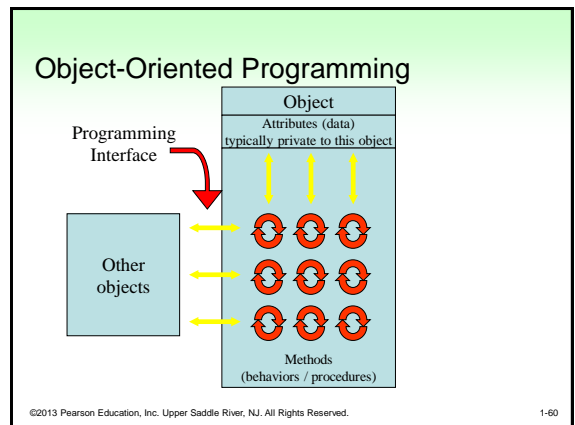 Object-Oriented Programming
Object
Attributes (data)
typically private to this object
Programming
Interface
Other
objects
Methods
(behaviors / procedures)
©2013 Pearson Education, Inc. Upper Saddle River, NJ. All Rights Reserved.
1-60